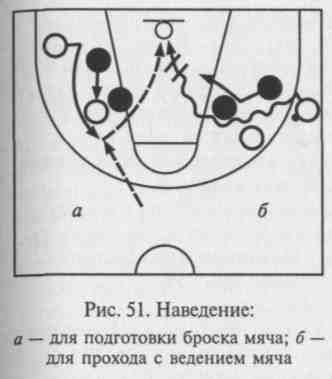 а
б
Рис. 51. Наведение:
а — для подготовки броска мяча; б —
для прохода с ведением мяча